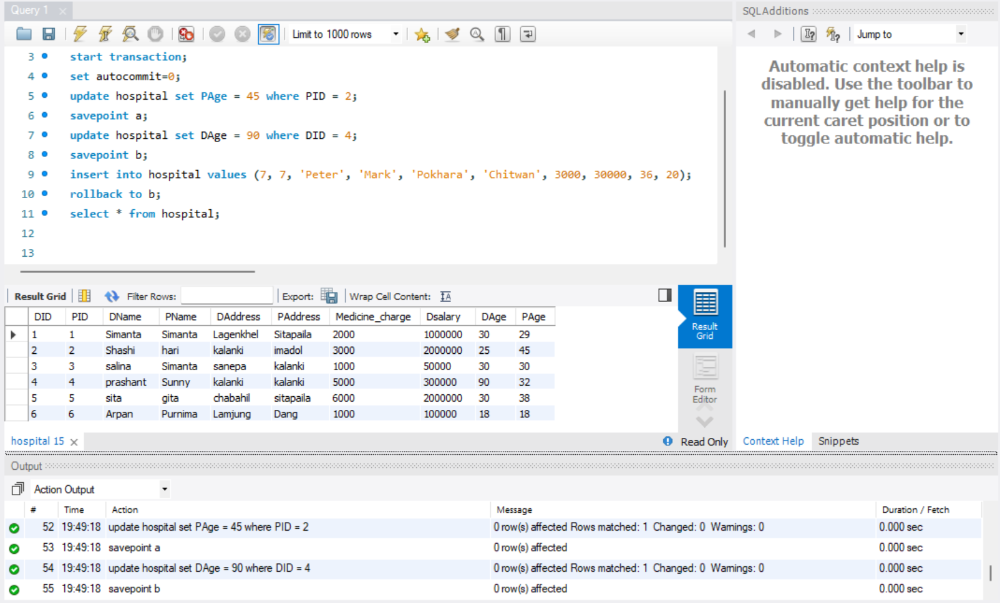 Query 1
SQLAdditions
Limit to 1000 rows
Jump to
3 start transaction;
4 set autocommit=0;
5 update hospital set PAge = 45 where PID = 2;
6 savepoint a;
7 update hospital set DAge = 90 where DID = 4;
8 savepoint b;
9 insert into hospital values (7, 7, 'Peter', 'Mark', 'Pokhara', 'Chitwan', 3000, 30000, 36, 20);
10 rollback to b;
11 select * from hospital;
12
13
Automatic context help is
disabled. Use the toolbar to
manually get help for the
current caret position or to
toggle automatic help.
Result Grid Filter Rows: Export: Wrap Cell Content:
DID PID DName PName DAddress PAddress Medicine_charge Dsalary DAge PAge
1 1 Simanta Simanta Lagenkhel Sitapaila 2000 1000000 30 29
2 2 Shashi hari kalanki imadol 3000 2000000 25 45
3 3 salina Simanta sanepa kalanki 1000 50000 30 30
4 4 prashant Sunny kalanki kalanki 5000 300000 90 32
5 5 sita gita chabahil sitapaila 6000 2000000 30 38
6 6 Arpan Purnima Lamjung Dang 1000 100000 18 18
Result
Grid
Form
Editor
hospital 15
Read Only
Context Help Snippets
Output
Action Output
# Time Action Message Duration / Fetch
52 19:49:18 update hospital set PAge = 45 where PID = 2 0 row(s) affected Rows matched: 1 Changed: 0 Warnings: 0 0.000 sec
53 19:49:18 savepoint a 0 row(s) affected 0.000 sec
54 19:49:18 update hospital set DAge = 90 where DID = 4 0 row(s) affected Rows matched: 1 Changed: 0 Warnings: 0 0.000 sec
55 19:49:18 savepoint b 0 row(s) affected 0.000 sec